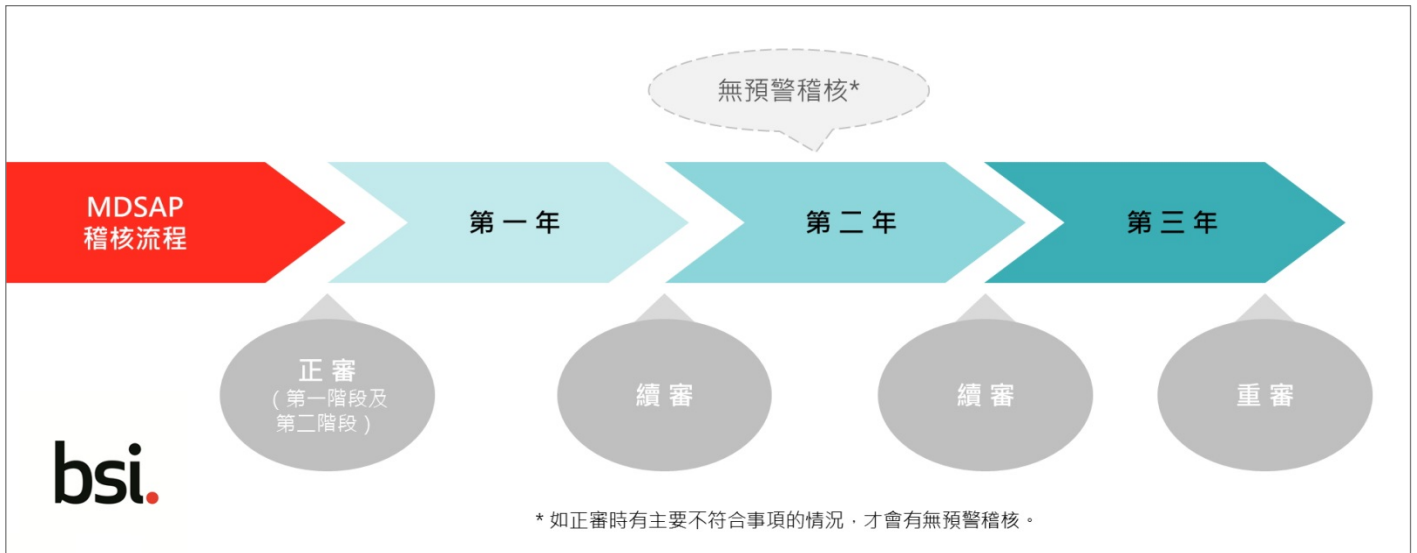 無預警稽核*
MDSAP
稽核流程
第一年
第二年
第三年
正審
（第一階段及
第二階段）
續審
續審
重審
bsi.
* 如正審時有主要不符合事項的情況，才會有無預警稽核。